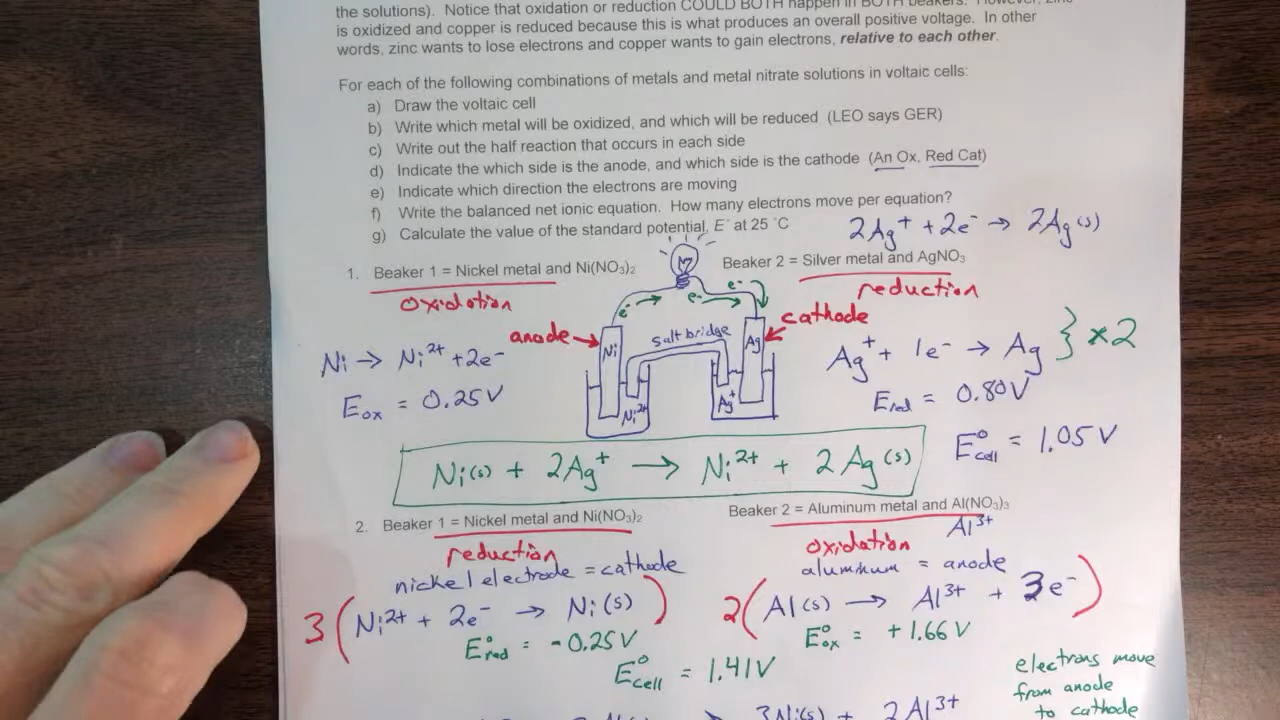 the solutions). Notice that oxidation or reduction COULD BOTH happen in BOTH beakers. However, zinc
is oxidized and copper is reduced because this is what produces an overall positive voltage. In other
words, zinc wants to lose electrons and copper wants to gain electrons, relative to each other.
For each of the following combinations of metals and metal nitrate solutions in voltaic cells:
a) Draw the voltaic cell
b) Write which metal will be oxidized, and which will be reduced (LEO says GER)
c) Write out the half reaction that occurs in each side
d) Indicate the which side is the anode, and which side is the cathode (An Ox, Red Cat)
e) Indicate which direction the electrons are moving
f) Write the balanced net ionic equation. How many electrons move per equation?
g) Calculate the value of the standard potential, E° at 25 °C
2Ag⁺ + 2e⁻ → 2Ag(s)
1. Beaker 1 = Nickel metal and Ni(NO₃)₂
Beaker 2 = Silver metal and AgNO₃
oxidation
reduction
e⁻ e⁻ e⁻
anode
cathode
salt bridge
Ni
Ag
Ni²⁺
Ag⁺
Ni → Ni²⁺ + 2e⁻
Eox = 0.25V
Ag⁺ + 1e⁻ → Ag } ×2
Ered = 0.80V
E°cell = 1.05 V
Ni(s) + 2Ag⁺ → Ni²⁺ + 2Ag(s)
2. Beaker 1 = Nickel metal and Ni(NO₃)₂
Beaker 2 = Aluminum metal and Al(NO₃)₃
Al³⁺
reduction
oxidation
nickel electrode = cathode
aluminum = anode
3(Ni²⁺ + 2e⁻ → Ni(s))
2(Al(s) → Al³⁺ + 3e⁻)
E°red = -0.25V
E°ox = +1.66 V
E°cell = 1.41V
electrons move
from anode
to cathode
→ 3Ni(s) + 2Al³⁺